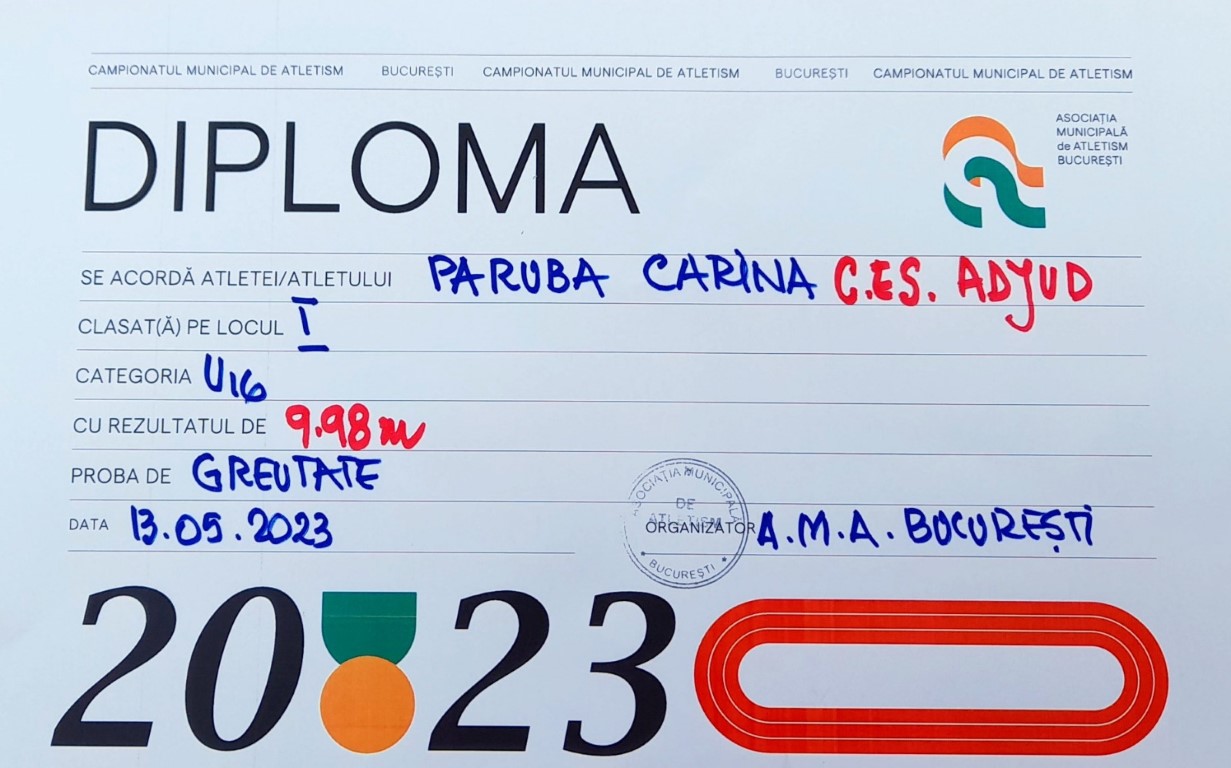 CAMPIONATUL MUNICIPAL DE ATLETISM BUCUREȘTI CAMPIONATUL MUNICIPAL DE ATLETISM BUCUREȘTI CAMPIONATUL MUNICIPAL DE ATLETISM
DIPLOMA
ASOCIAȚIA
MUNICIPALĂ
de ATLETISM
BUCUREȘTI
SE ACORDĂ ATLETEI/ATLETULUI PARUBA CARINA C.ES. ADJUD
CLASAT(Ă) PE LOCUL I
CATEGORIA U16
CU REZULTATUL DE 9.98 m
PROBA DE GREUTATE
DATA 13.05.2023
ORGANIZATOR A.M.A. BUCUREȘTI
ASOCIAȚIA MUNICIPALĂ
DE
ATLETISM
BUCUREȘTI
2023